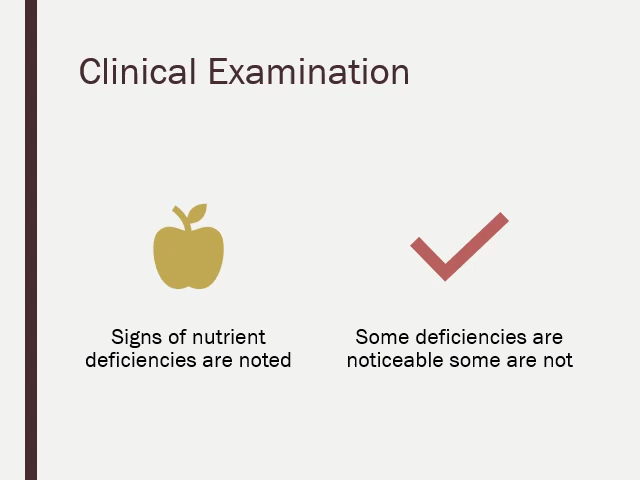 Clinical Examination
Signs of nutrient
deficiencies are noted
Some deficiencies are
noticeable some are not